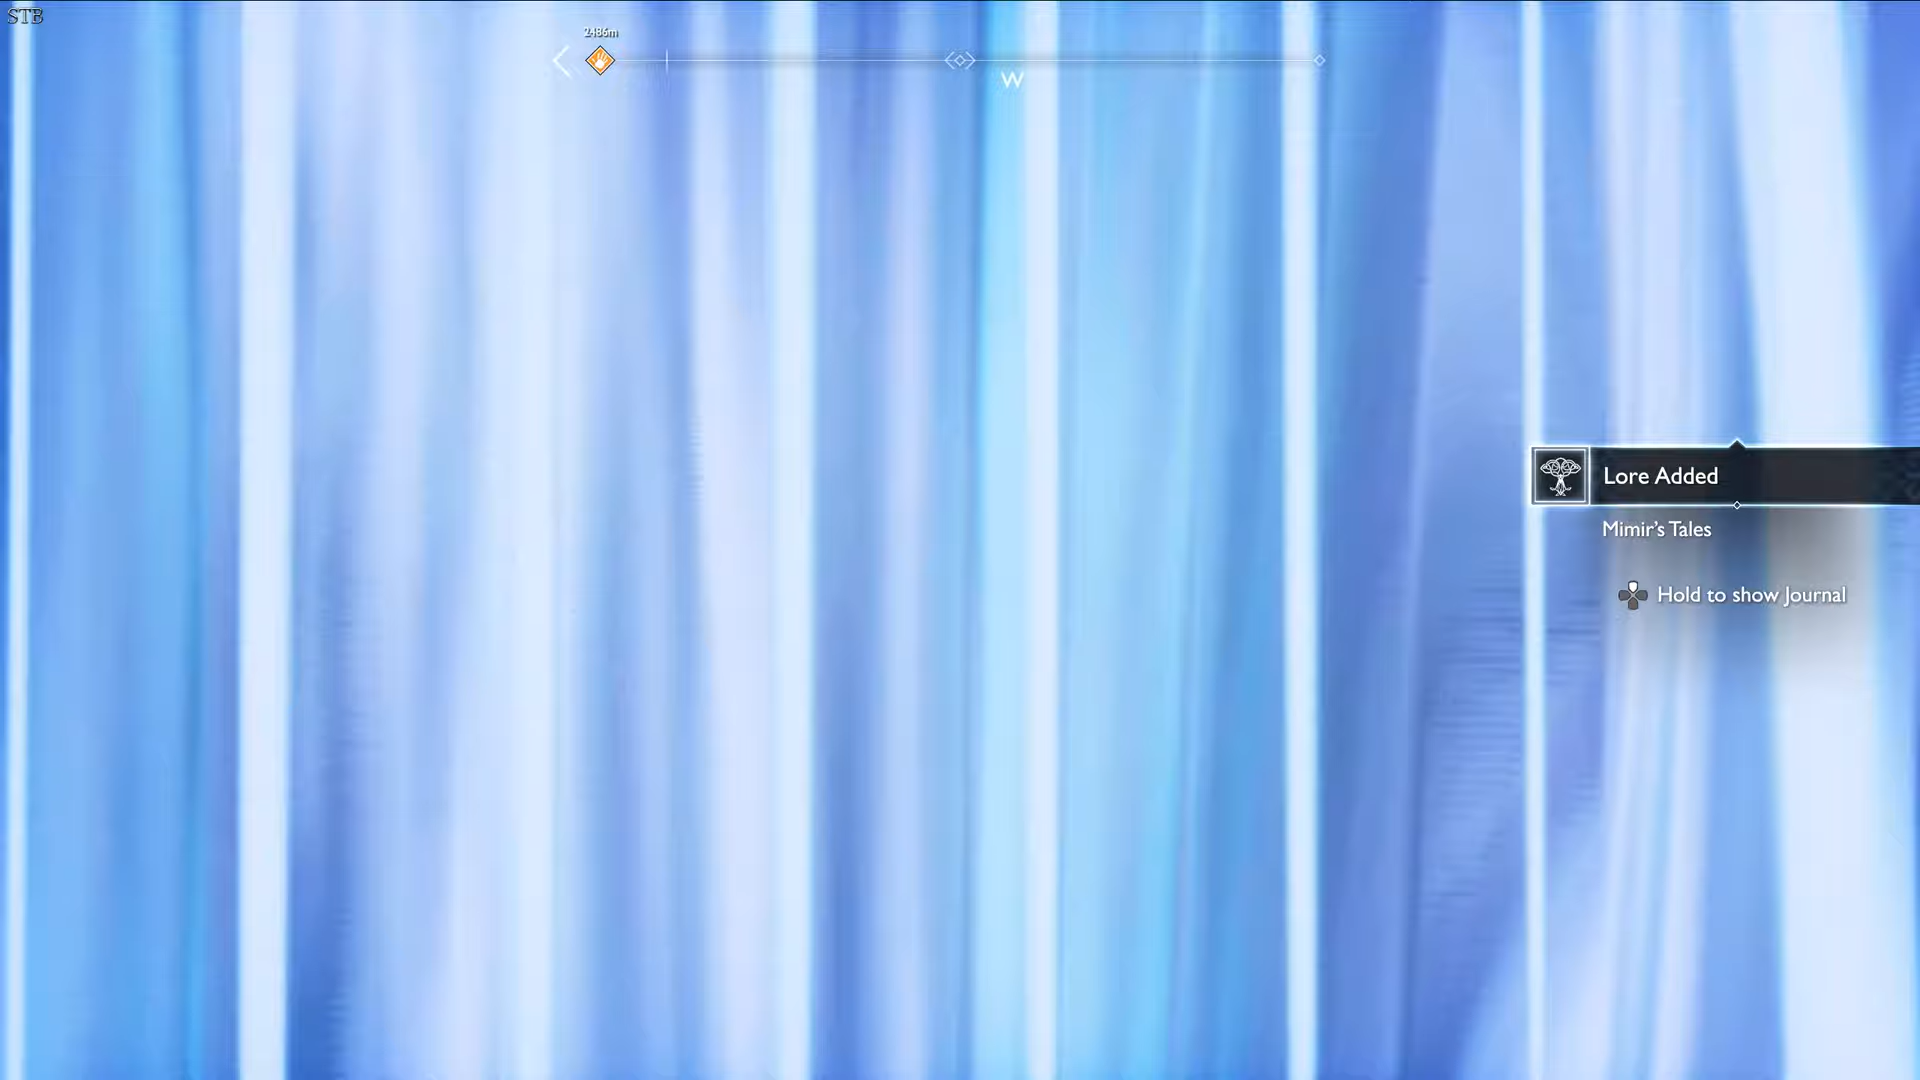 STB
2486m
W
Lore Added
Mimir's Tales
Hold to show Journal